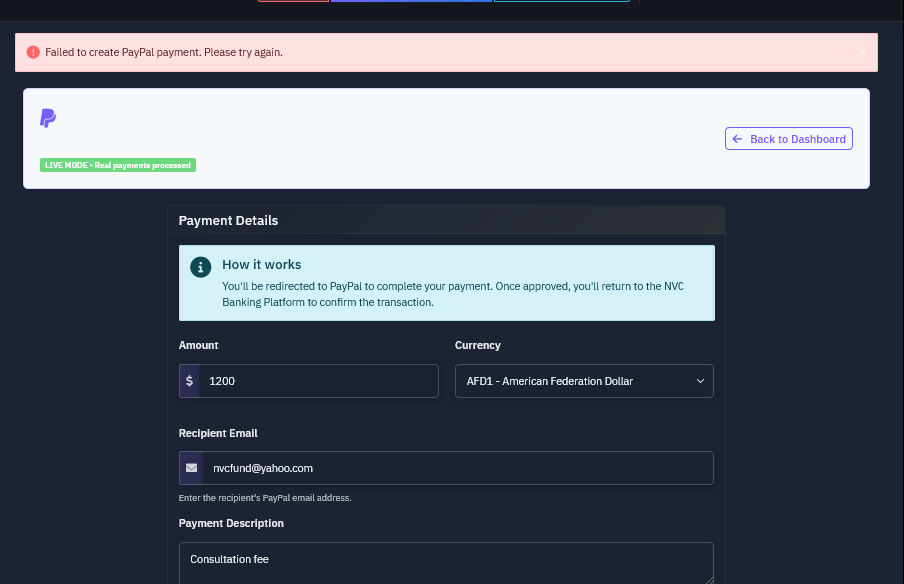 Failed to create PayPal payment. Please try again.
Back to Dashboard
LIVE MODE - Real payments processed
Payment Details
How it works
You'll be redirected to PayPal to complete your payment. Once approved, you'll return to the NVC
Banking Platform to confirm the transaction.
Amount
Currency
$ 1200
AFD1 - American Federation Dollar
Recipient Email
nvcfund@yahoo.com
Enter the recipient's PayPal email address.
Payment Description
Consultation fee